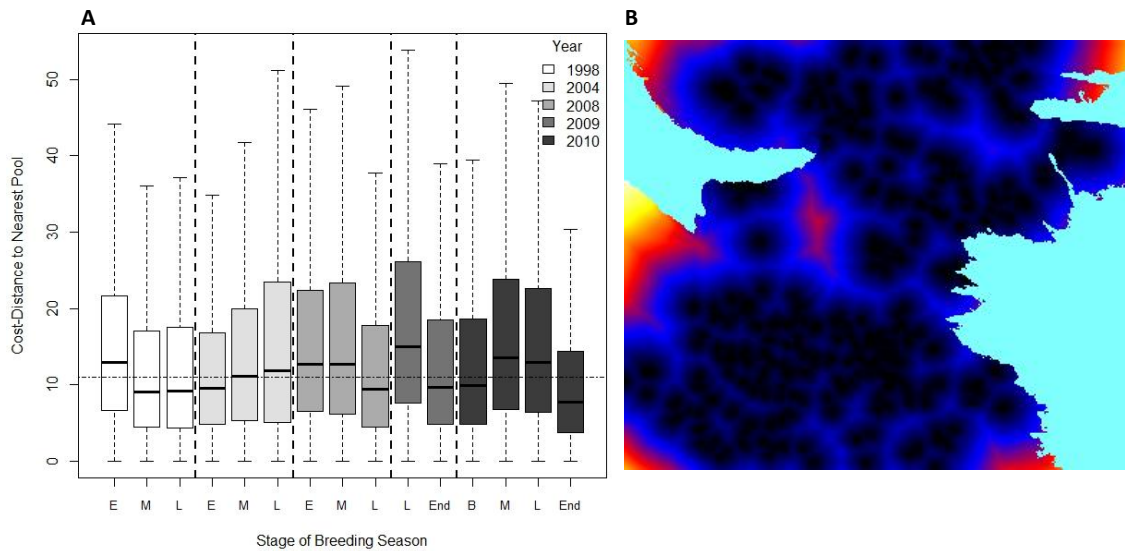 A
B
Cost-Distance to Nearest Pool
50
40
30
20
10
0
Year
1998
2004
2008
2009
2010
E M L E M L E M L L End B M L End
Stage of Breeding Season